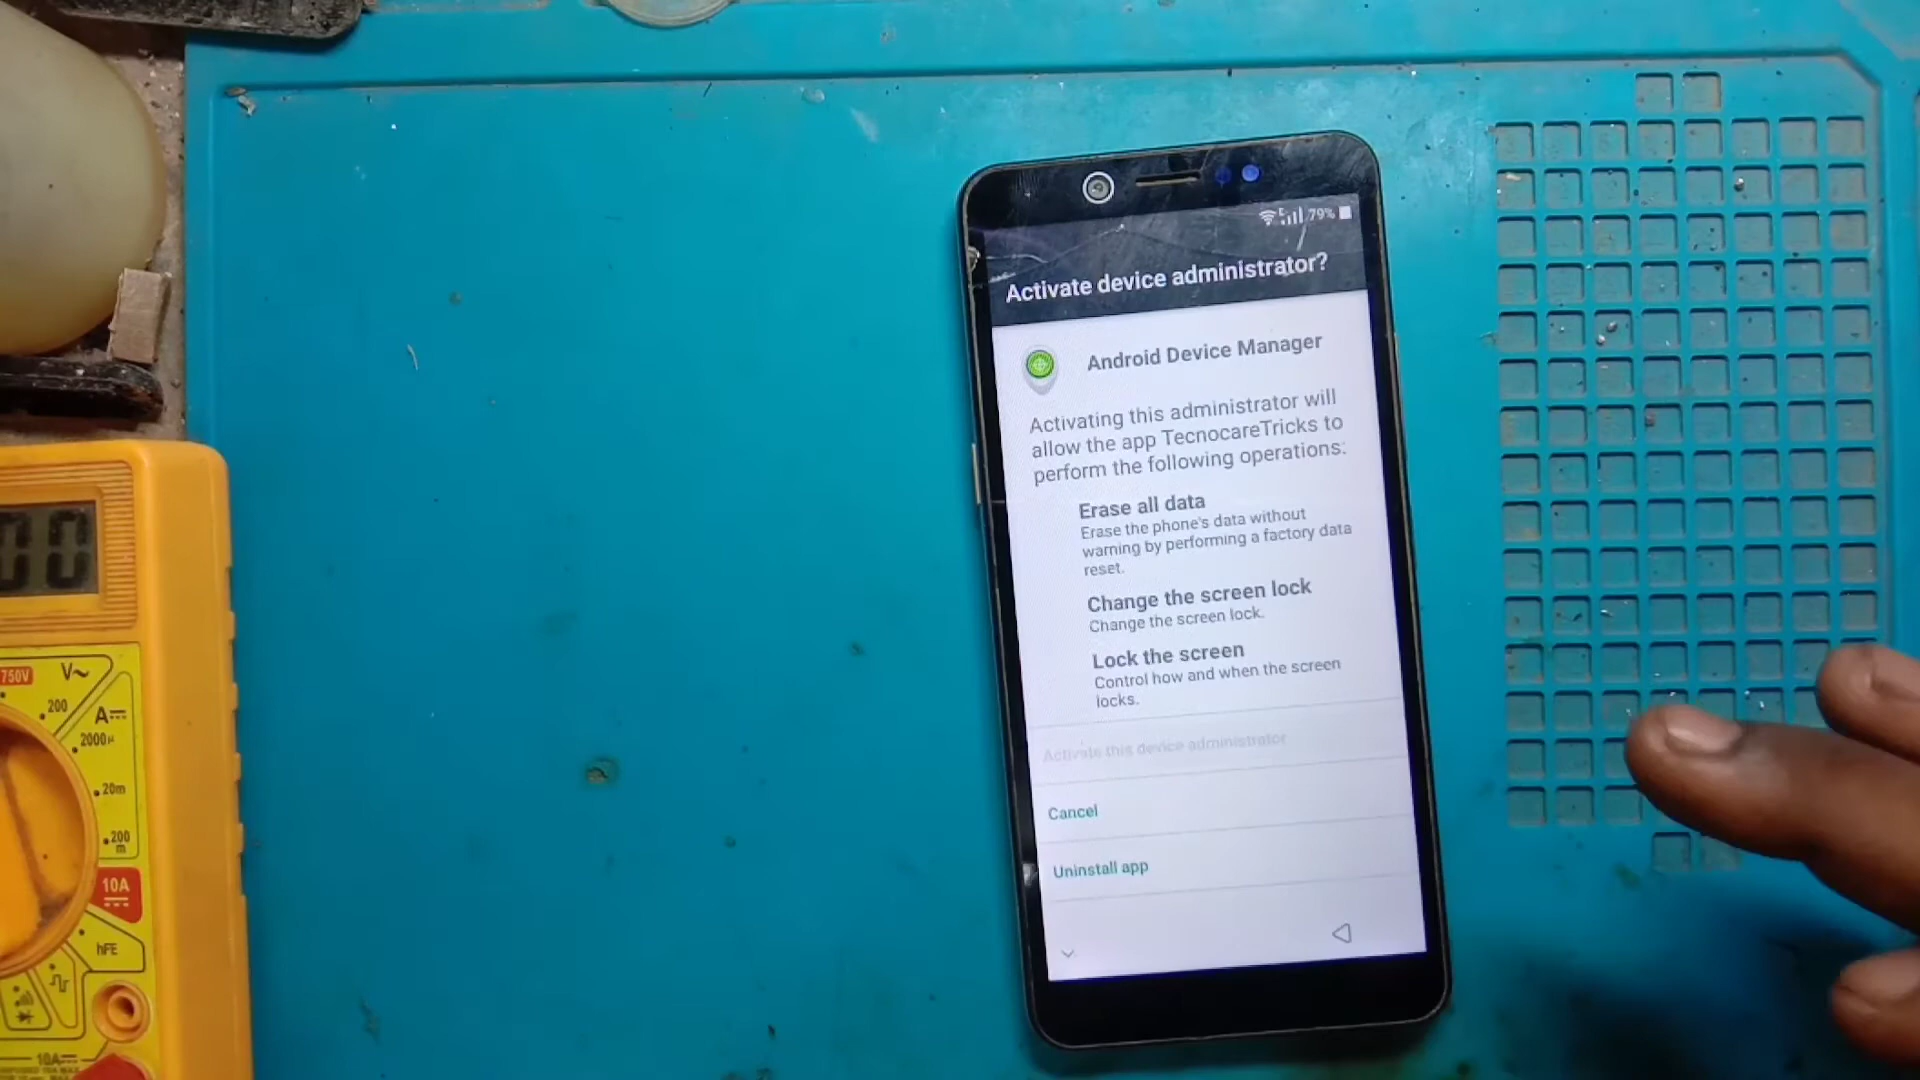 79%
Activate device administrator?
Android Device Manager
Activating this administrator will
allow the app TecnocareTricks to
perform the following operations:
Erase all data
Erase the phone's data without
warning by performing a factory data
reset.
Change the screen lock
Change the screen lock.
Lock the screen
Control how and when the screen
locks.
Activate this device administrator
Cancel
Uninstall app
00
750V
V~
200
A
2000µ
20m
200
m
10A
hFE
10A